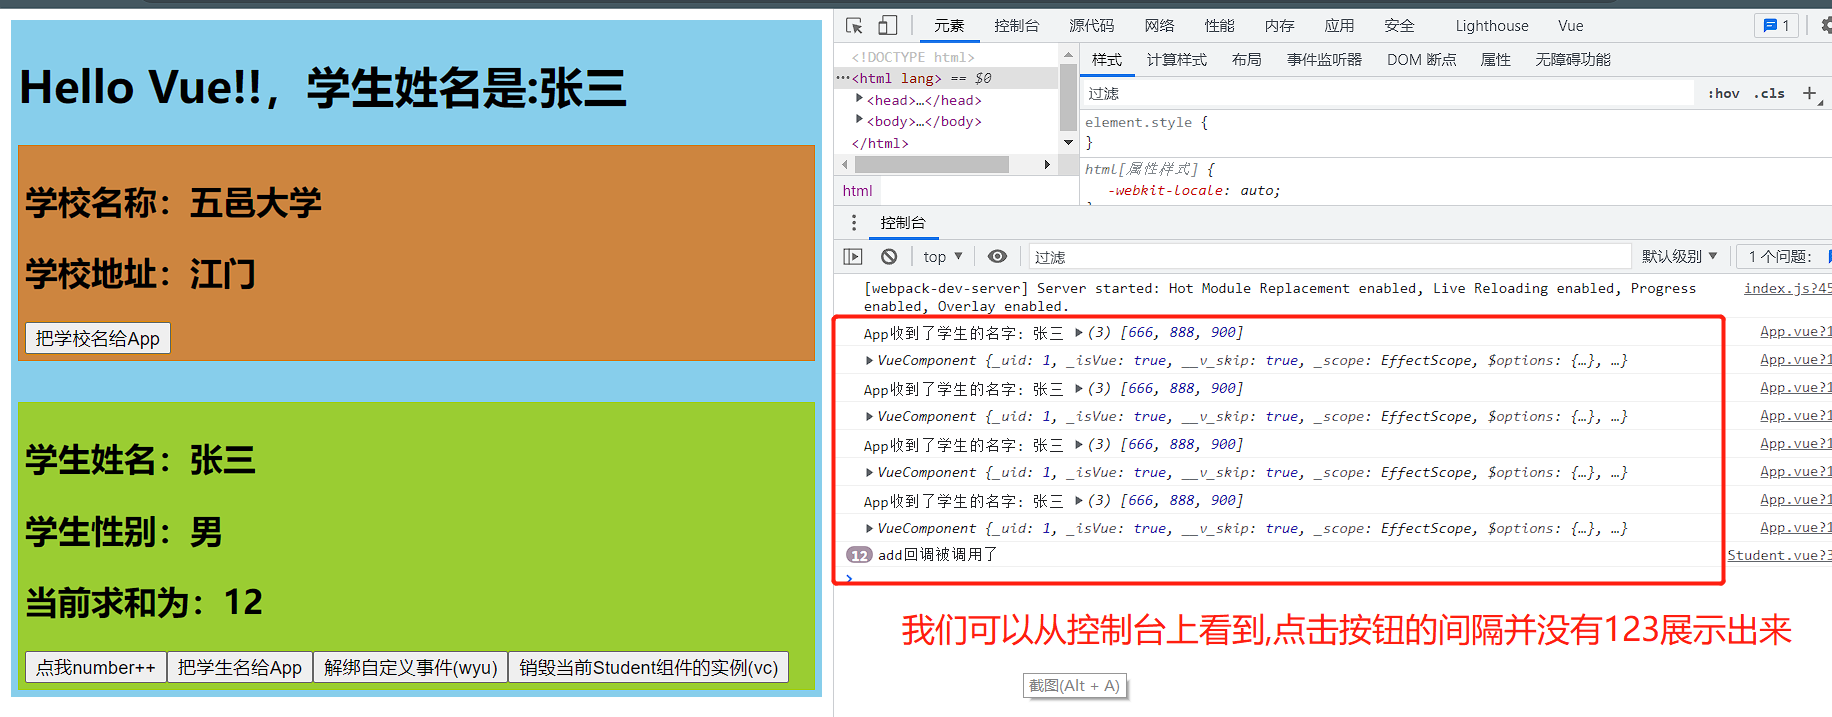 Hello Vue!!，学生姓名是:张三
学校名称：五邑大学
学校地址：江门
把学校名给App
学生姓名：张三
学生性别：男
当前求和为：12
点我number++ 把学生名给App 解绑自定义事件(wyu) 销毁当前Student组件的实例(vc)
元素 控制台 源代码 网络 性能 内存 应用 安全 Lighthouse Vue 1
<!DOCTYPE html>
<html lang> == $0
<head>…</head>
<body>…</body>
</html>
html
样式 计算样式 布局 事件监听器 DOM 断点 属性 无障碍功能
过滤 :hov .cls +
element.style {
}
html[属性样式] {
-webkit-locale: auto;
}
控制台
top 过滤 默认级别 1 个问题:
[webpack-dev-server] Server started: Hot Module Replacement enabled, Live Reloading enabled, Progress index.js?45
enabled, Overlay enabled.
App收到了学生的名字: 张三 (3) [666, 888, 900] App.vue?1
VueComponent {_uid: 1, _isVue: true, __v_skip: true, _scope: EffectScope, $options: {…}, …} App.vue?1
App收到了学生的名字: 张三 (3) [666, 888, 900] App.vue?1
VueComponent {_uid: 1, _isVue: true, __v_skip: true, _scope: EffectScope, $options: {…}, …} App.vue?1
App收到了学生的名字: 张三 (3) [666, 888, 900] App.vue?1
VueComponent {_uid: 1, _isVue: true, __v_skip: true, _scope: EffectScope, $options: {…}, …} App.vue?1
App收到了学生的名字: 张三 (3) [666, 888, 900] App.vue?1
VueComponent {_uid: 1, _isVue: true, __v_skip: true, _scope: EffectScope, $options: {…}, …} App.vue?1
12 add回调被调用了 Student.vue?3
我们可以从控制台上看到,点击按钮的间隔并没有123展示出来
截图(Alt + A)